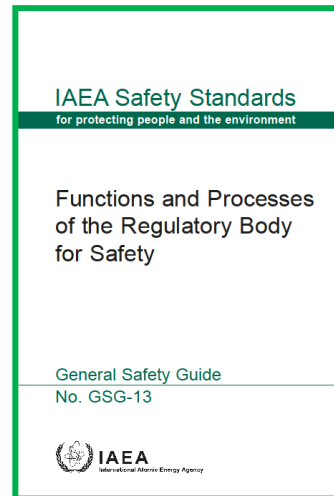 IAEA Safety Standards
for protecting people and the environment
Functions and Processes
of the Regulatory Body
for Safety
General Safety Guide
No. GSG-13
IAEA
International Atomic Energy Agency